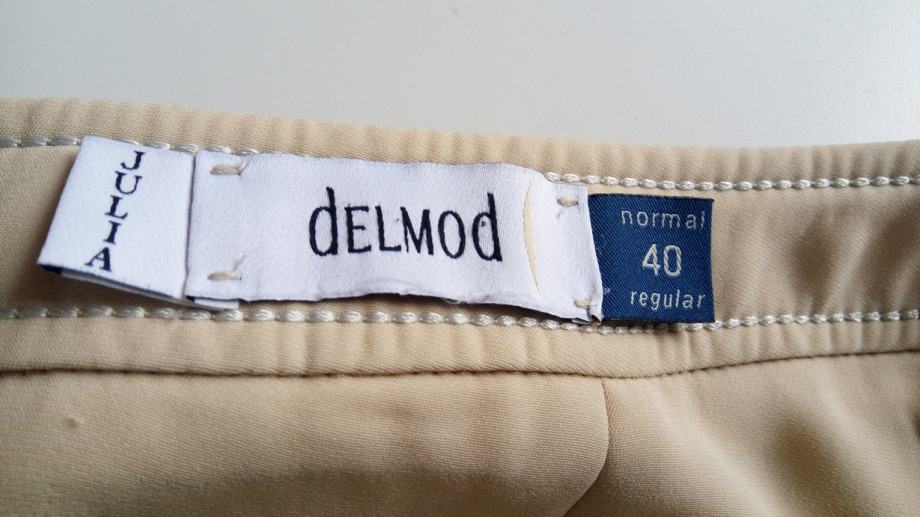 JULIA
dELMOd
normal
40
regular